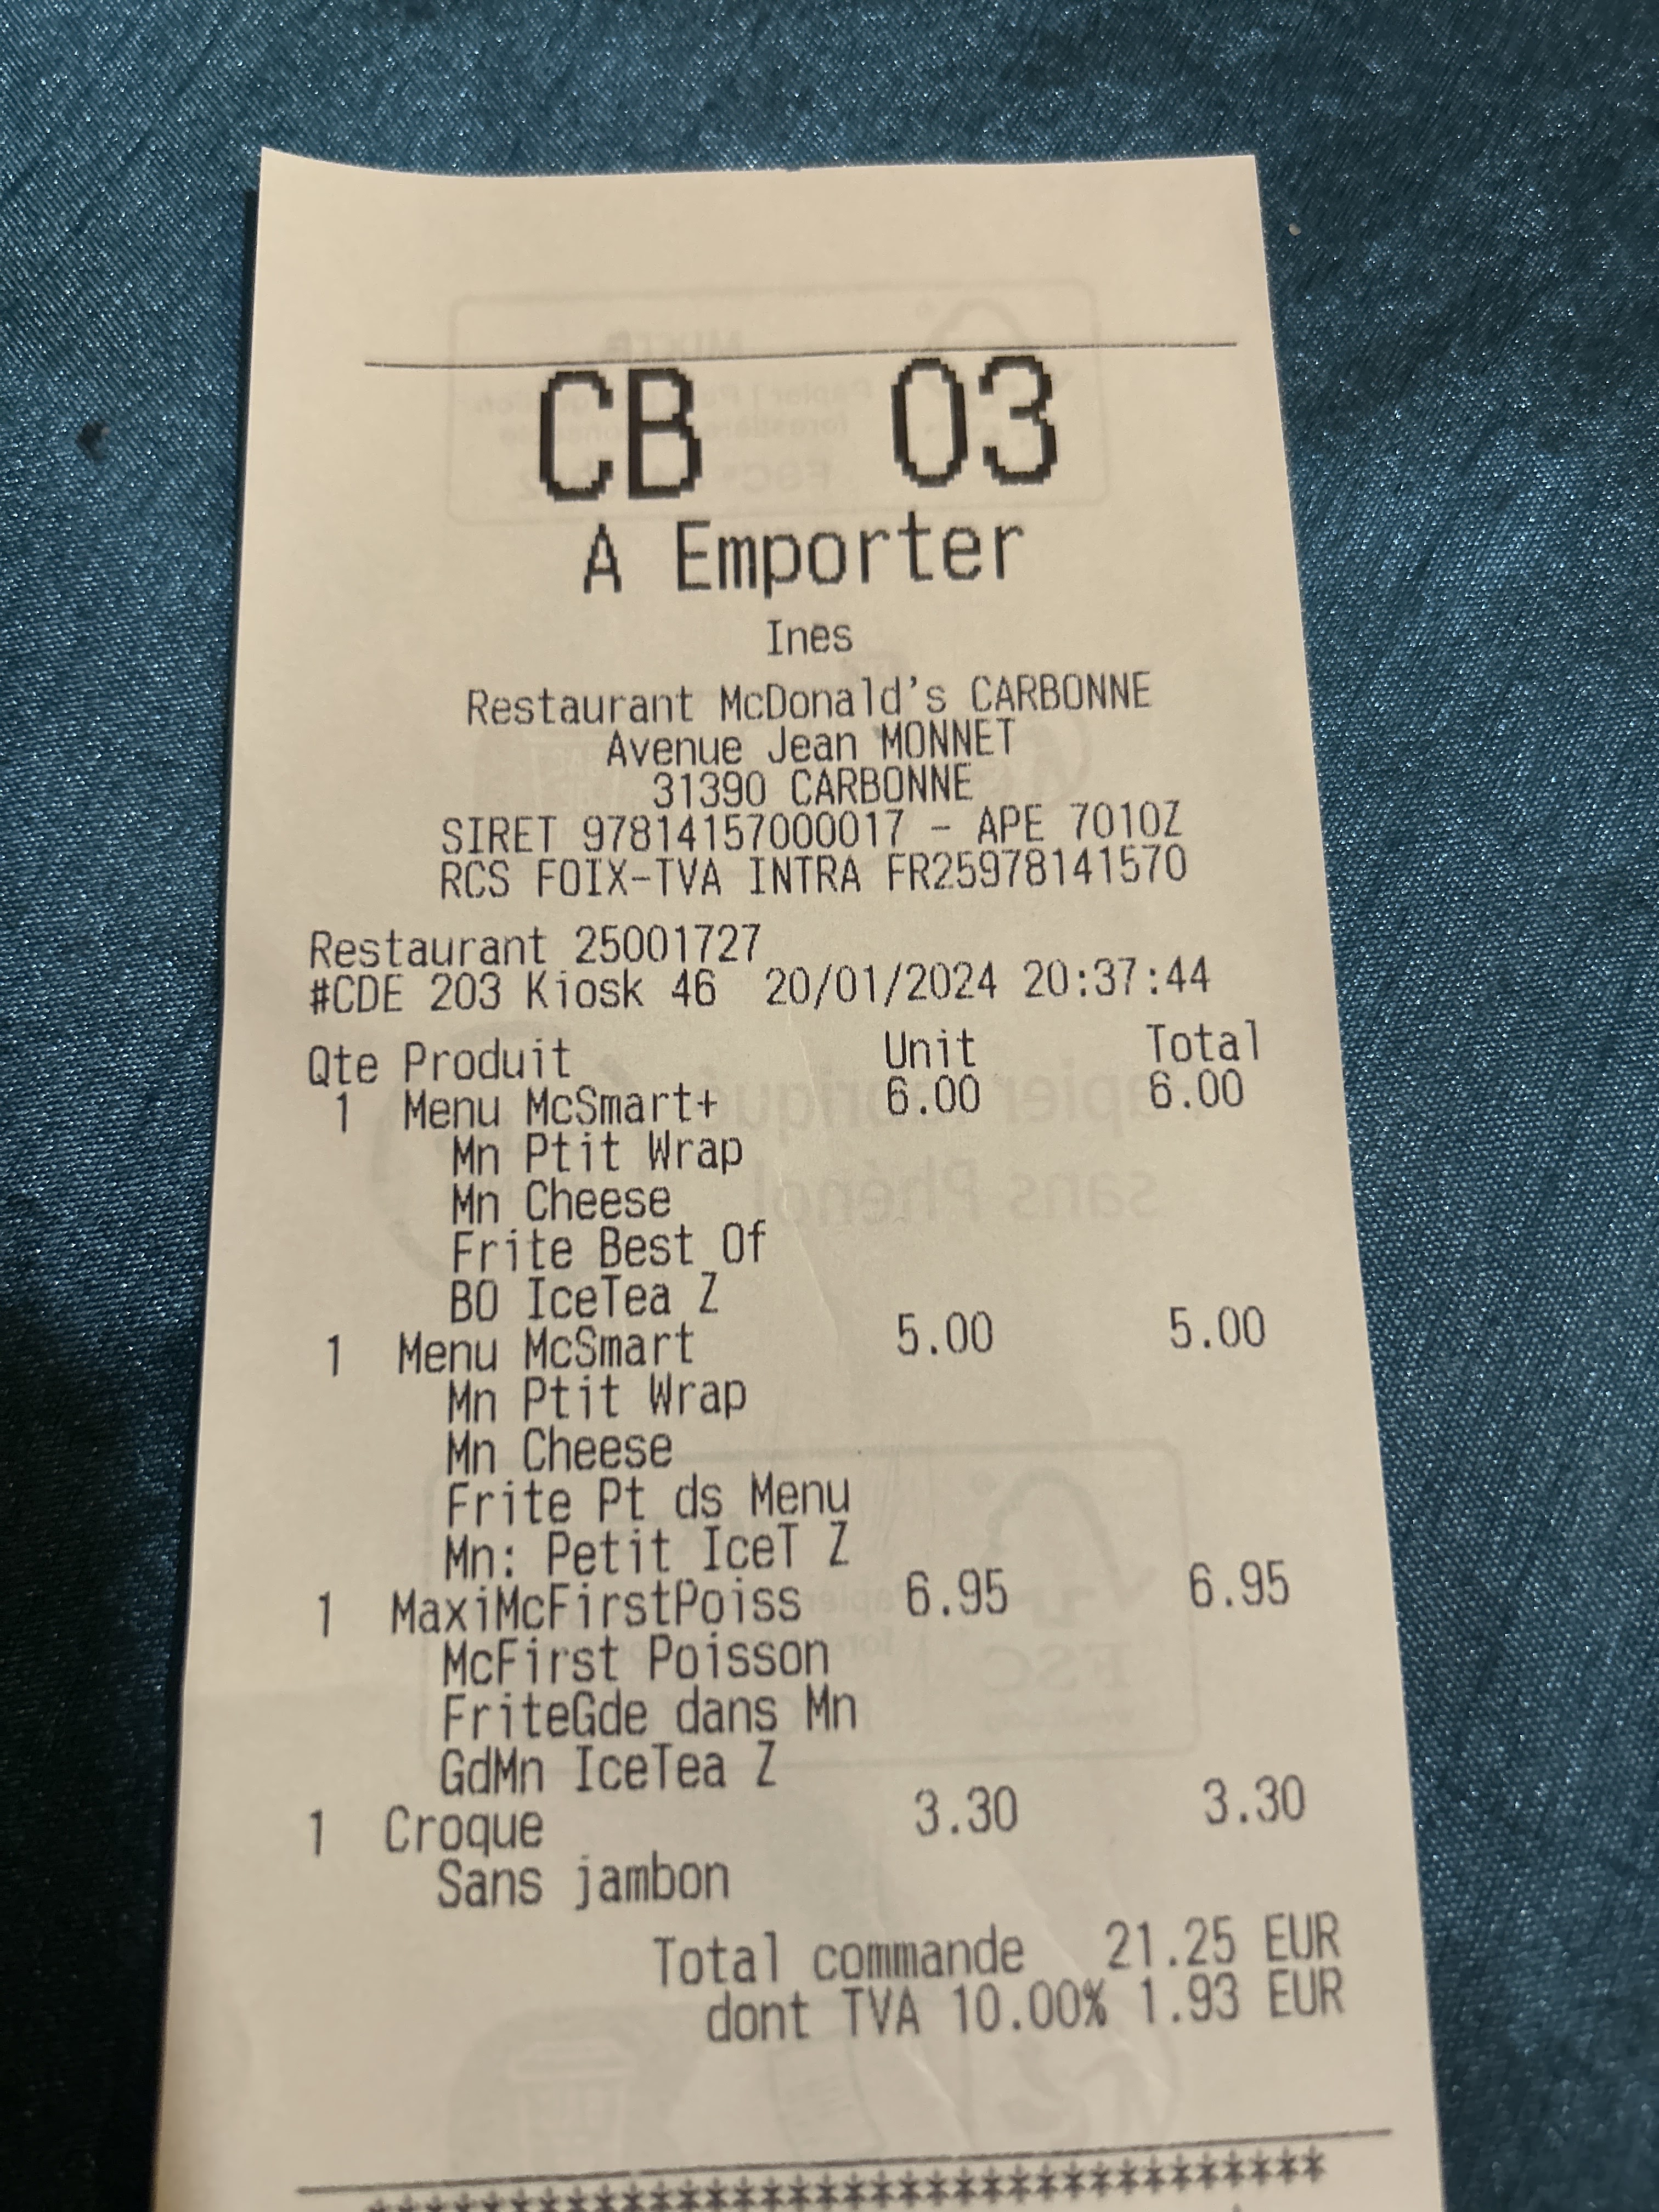 CB 03
A Emporter
Ines
Restaurant McDonald's CARBONNE
Avenue Jean MONNET
31390 CARBONNE
SIRET 97814157000017 - APE 7010Z
RCS FOIX-TVA INTRA FR25978141570
Restaurant 25001727
#CDE 203 Kiosk 46 20/01/2024 20:37:44
Qte Produit Unit Total
1 Menu McSmart+ 6.00 6.00
Mn Ptit Wrap
Mn Cheese
Frite Best Of
BO IceTea Z
1 Menu McSmart 5.00 5.00
Mn Ptit Wrap
Mn Cheese
Frite Pt ds Menu
Mn: Petit IceT Z
1 MaxiMcFirstPoiss 6.95 6.95
McFirst Poisson
FriteGde dans Mn
GdMn IceTea Z
1 Croque 3.30 3.30
Sans jambon
Total commande 21.25 EUR
dont TVA 10.00% 1.93 EUR